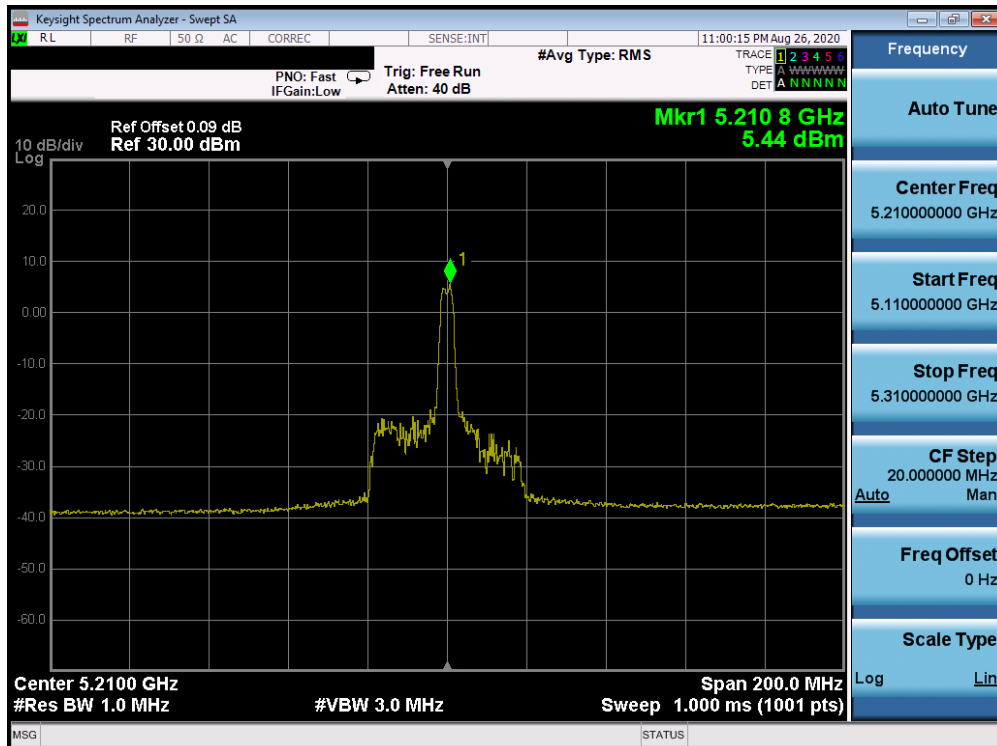 Keysight Spectrum Analyzer - Swept SA
LXI RL RF 50 Ω AC CORREC SENSE:INT 11:00:15 PM Aug 26, 2020
#Avg Type: RMS TRACE 1 2 3 4 5 6
PNO: Fast Trig: Free Run TYPE A WWWWW
IFGain:Low Atten: 40 dB DET A N N N N N
Mkr1 5.210 8 GHz
5.44 dBm
Ref Offset 0.09 dB
10 dB/div Ref 30.00 dBm
Log
20.0
1
10.0
0.00
-10.0
-20.0
-30.0
-40.0
-50.0
-60.0
Center 5.2100 GHz Span 200.0 MHz
#Res BW 1.0 MHz #VBW 3.0 MHz Sweep 1.000 ms (1001 pts)
MSG STATUS
Frequency
Auto Tune
Center Freq
5.210000000 GHz
Start Freq
5.110000000 GHz
Stop Freq
5.310000000 GHz
CF Step
20.000000 MHz
Auto Man
Freq Offset
0 Hz
Scale Type
Log Lin